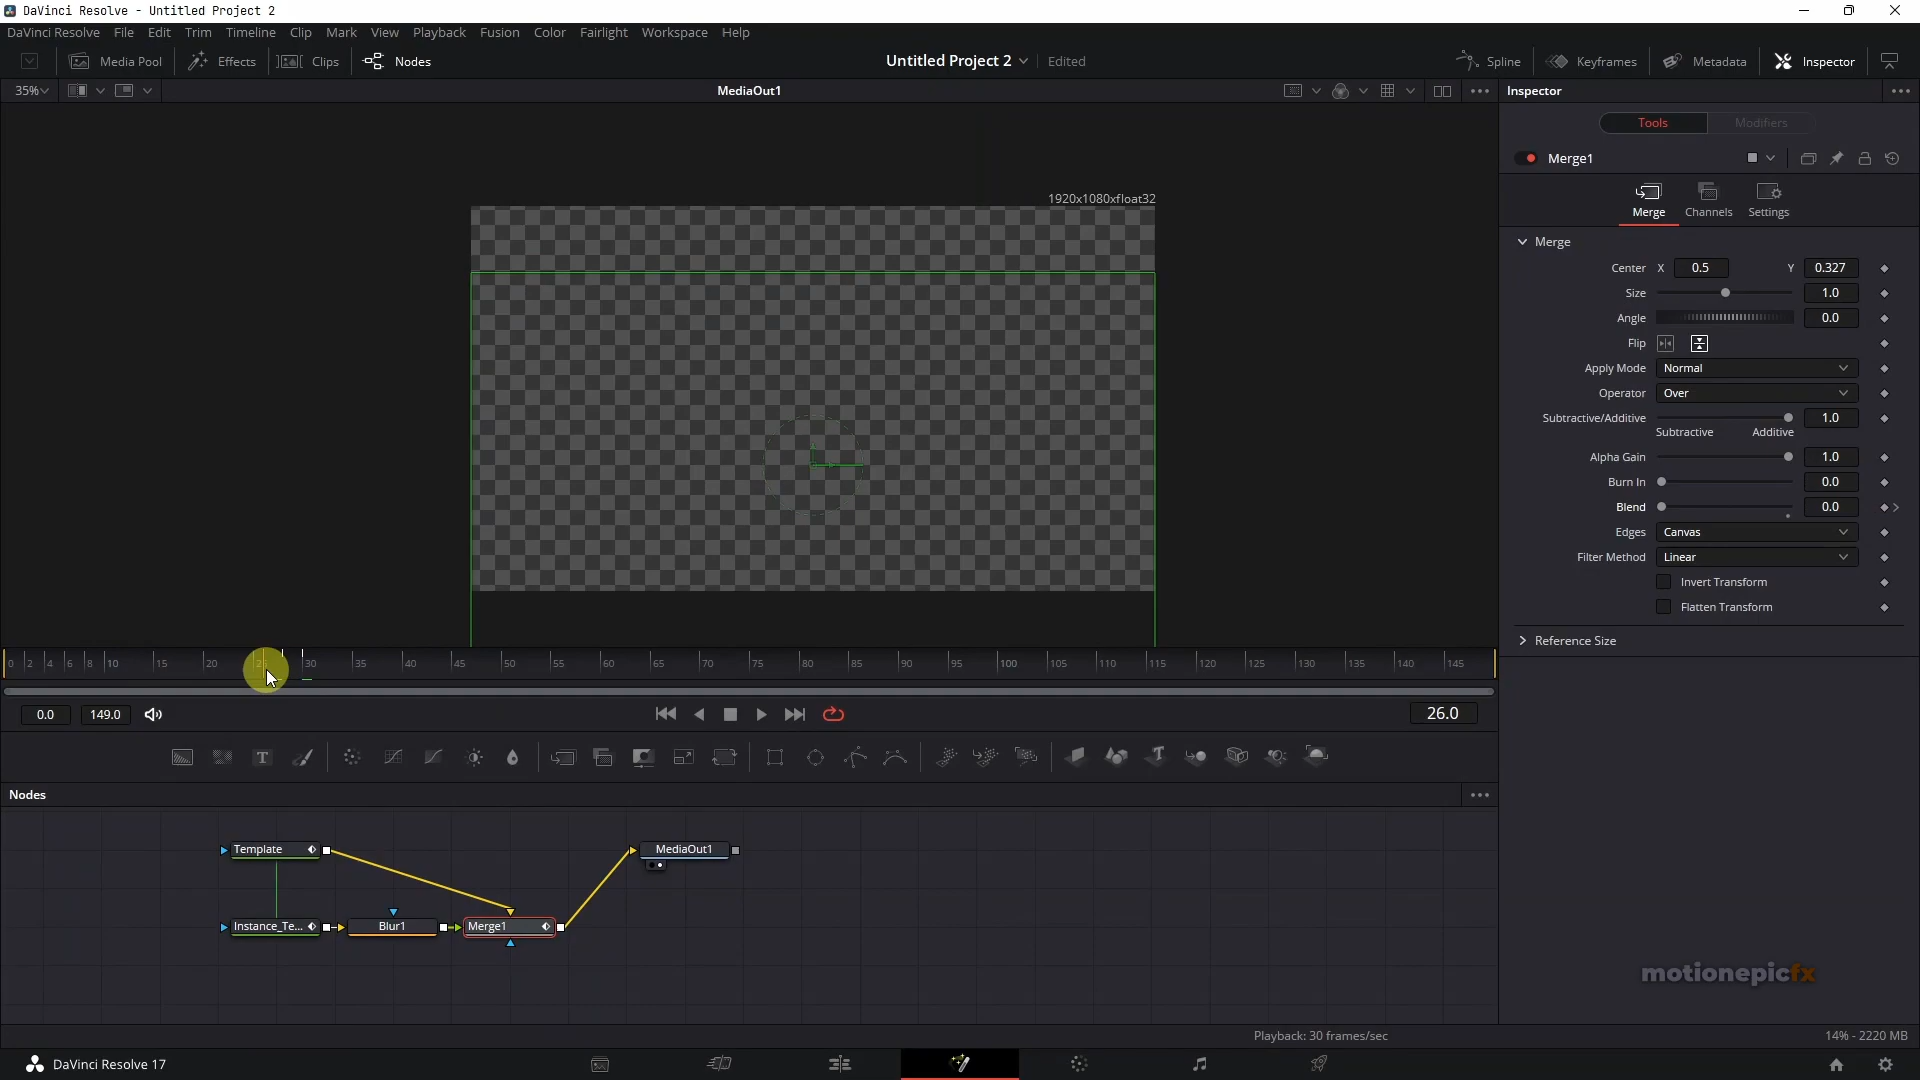 DaVinci Resolve - Untitled Project 2
DaVinci Resolve File Edit Trim Timeline Clip Mark View Playback Fusion Color Fairlight Workspace Help
Media Pool Effects Clips Nodes Untitled Project 2 Edited Spline Keyframes Metadata Inspector
35% MediaOut1 Inspector
Tools Modifiers
Merge1
1920x1080xfloat32
Merge Channels Settings
Merge
Center X 0.5 Y 0.327
Size 1.0
Angle 0.0
Flip
Apply Mode Normal
Operator Over
Subtractive/Additive 1.0
Subtractive Additive
Alpha Gain 1.0
Burn In 0.0
Blend 0.0
Edges Canvas
Filter Method Linear
Invert Transform
Flatten Transform
Reference Size
0 2 4 6 8 10 15 20 30 35 40 45 50 55 60 65 70 75 80 85 90 95 100 105 110 115 120 125 130 135 140 145
0.0 149.0 26.0
Nodes
Template MediaOut1
Instance_Te... Blur1 Merge1
motionepicfx
Playback: 30 frames/sec 14% - 2220 MB
DaVinci Resolve 17